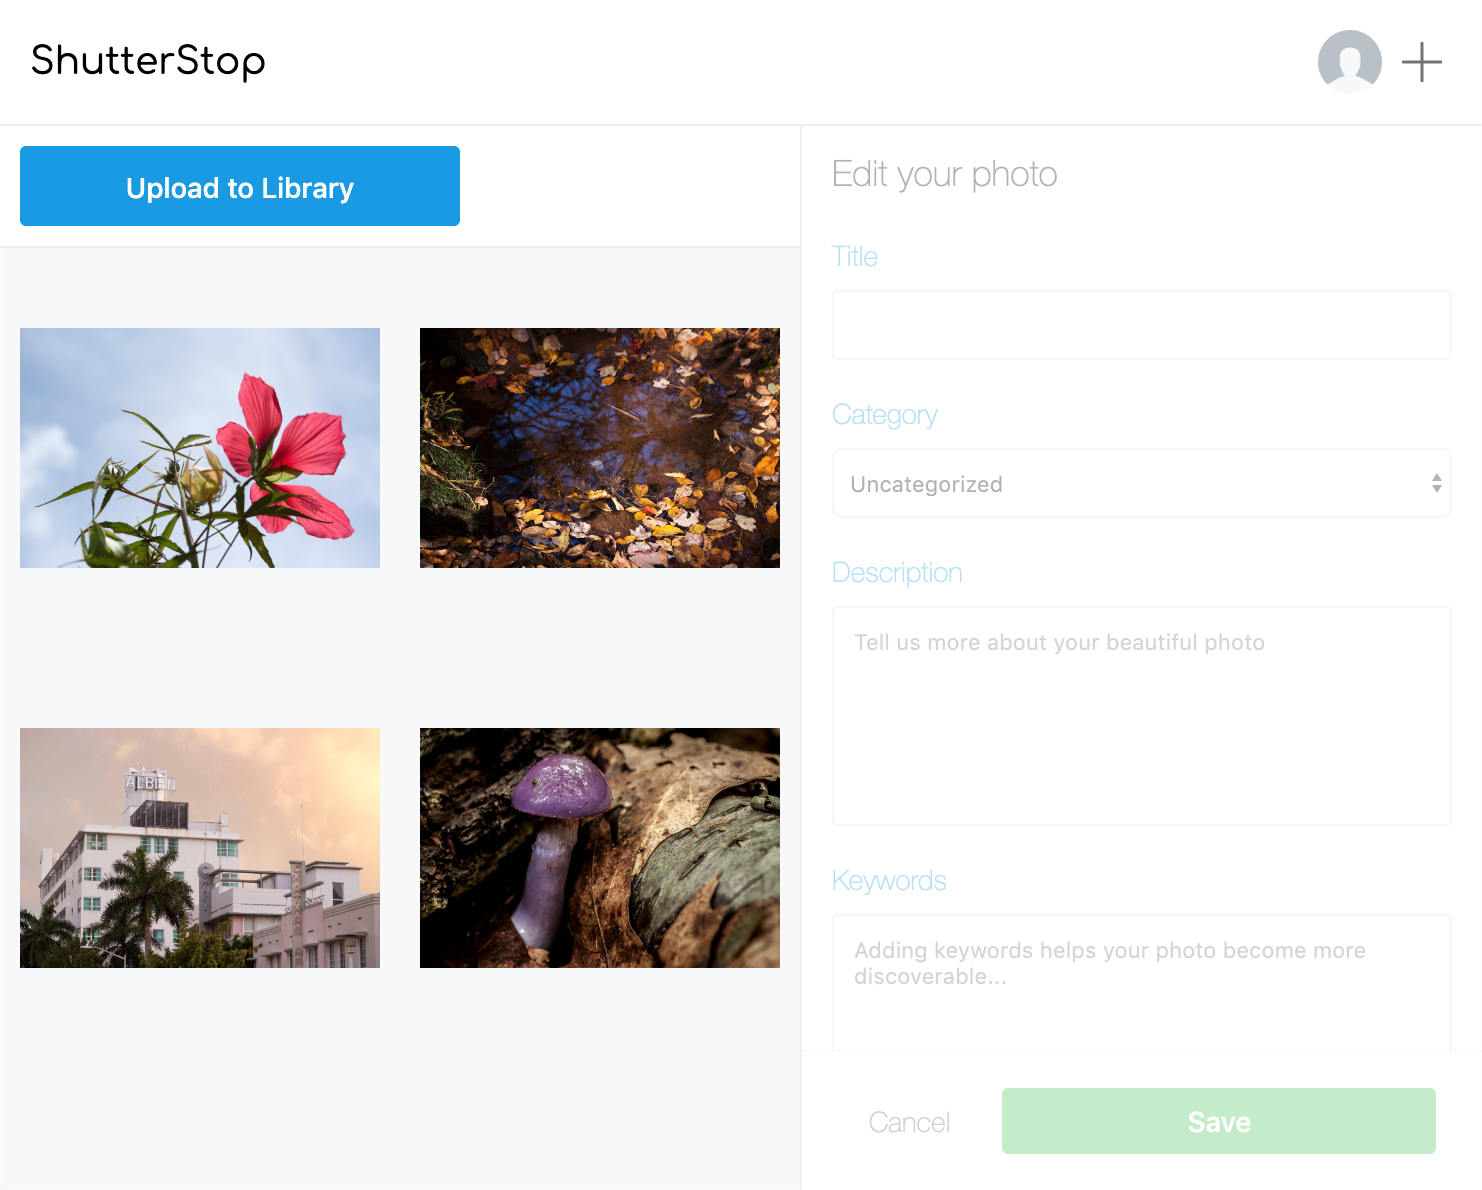 ShutterStop
Upload to Library
ALBION
Edit your photo
Title
Category
Uncategorized
Description
Tell us more about your beautiful photo
Keywords
Adding keywords helps your photo become more
discoverable...
Cancel
Save